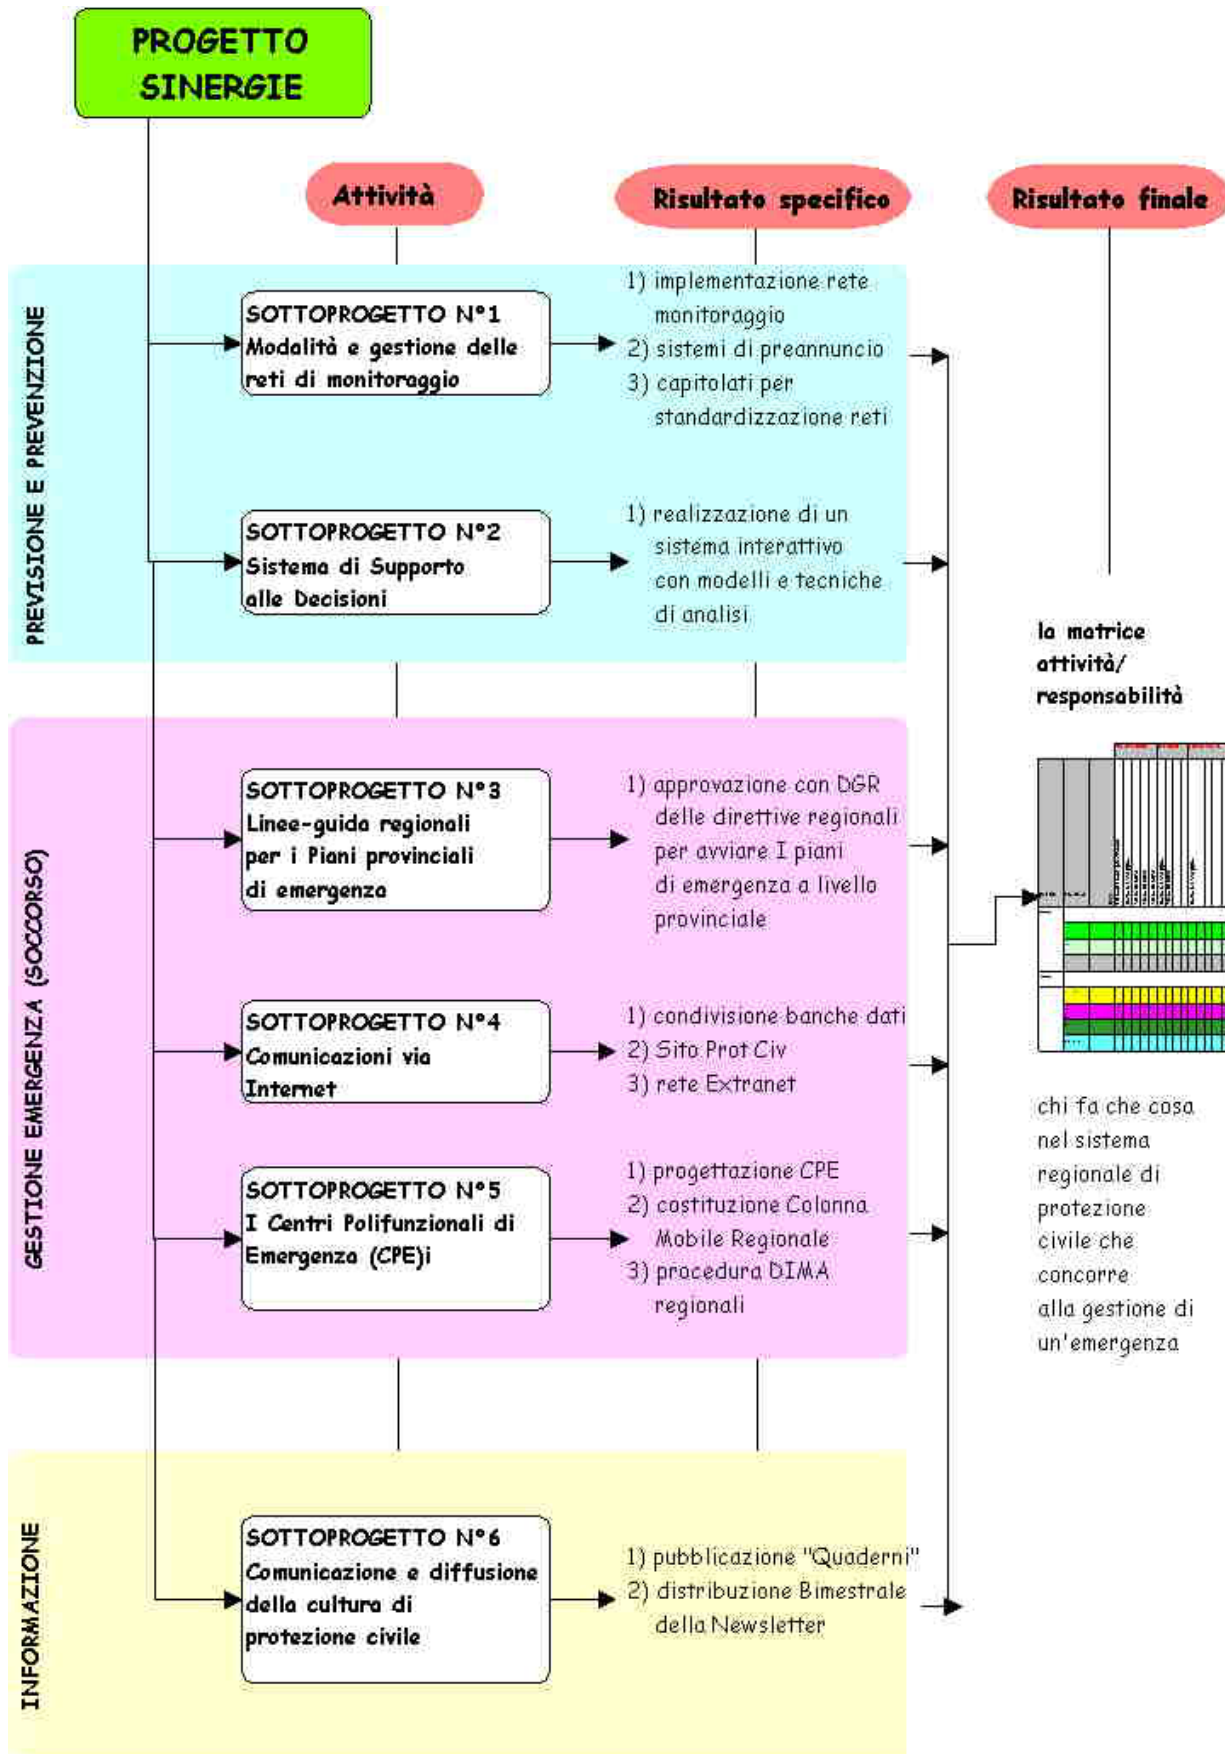 PROGETTO
SINERGIE
Attività
Risultato specifico
Risultato finale
PREVISIONE E PREVENZIONE
SOTTOPROGETTO N°1
Modalità e gestione delle
reti di monitoraggio
1) implementazione rete
monitoraggio
2) sistemi di preannuncio
3) capitolati per
standardizzazione reti
SOTTOPROGETTO N°2
Sistema di Supporto
alle Decisioni
1) realizzazione di un
sistema interattivo
con modelli e tecniche
di analisi
la matrice
attività/
responsabilità
GESTIONE EMERGENZA (SOCCORSO)
SOTTOPROGETTO N°3
Linee-guida regionali
per i Piani provinciali
di emergenza
1) approvazione con DGR
delle direttive regionali
per avviare I piani
di emergenza a livello
provinciale
SOTTOPROGETTO N°4
Comunicazioni via
Internet
1) condivisione banche dati
2) Sito Prot Civ
3) rete Extranet
SOTTOPROGETTO N°5
I Centri Polifunzionali di
Emergenza (CPE)i
1) progettazione CPE
2) costituzione Colonna
Mobile Regionale
3) procedura DIMA
regionali
chi fa che cosa
nel sistema
regionale di
protezione
civile che
concorre
alla gestione di
un'emergenza
INFORMAZIONE
SOTTOPROGETTO N°6
Comunicazione e diffusione
della cultura di
protezione civile
1) pubblicazione "Quaderni"
2) distribuzione Bimestrale
della Newsletter